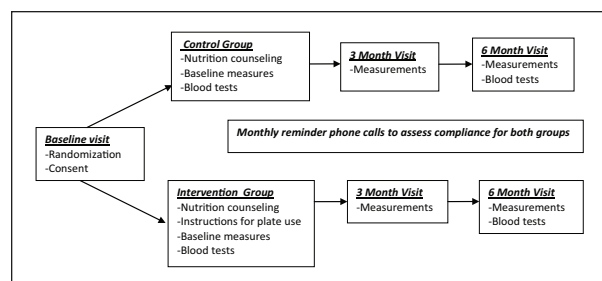 Control Group
-Nutrition counseling
-Baseline measures
-Blood tests
3 Month Visit
-Measurements
6 Month Visit
-Measurements
-Blood tests
Baseline visit
-Randomization
-Consent
Monthly reminder phone calls to assess compliance for both groups
Intervention Group
-Nutrition counseling
-Instructions for plate use
-Baseline measures
-Blood tests
3 Month Visit
-Measurements
6 Month Visit
-Measurements
-Blood tests